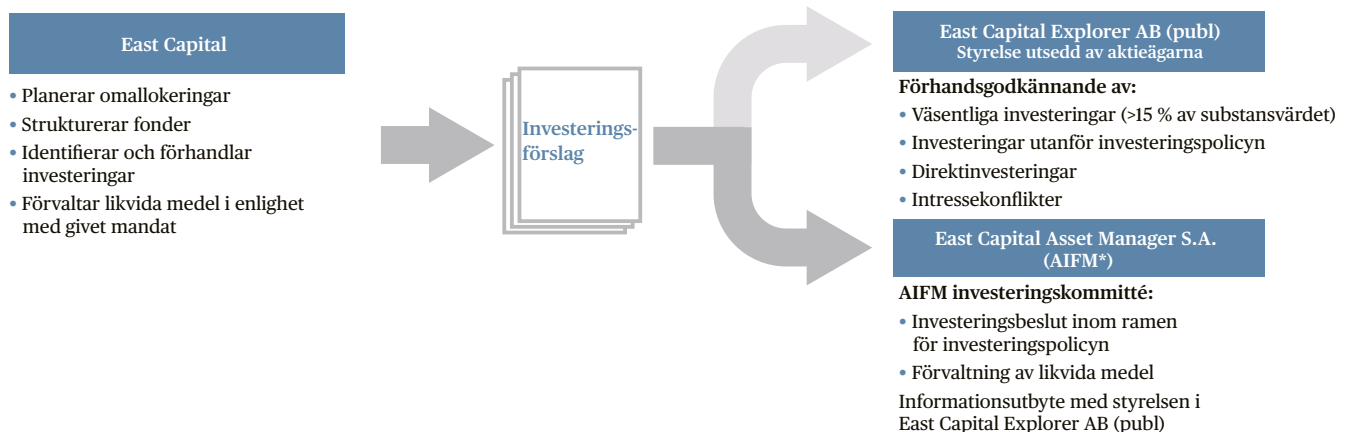 East Capital
• Planerar omallokeringar
• Strukturerar fonder
• Identifierar och förhandlar
investeringar
• Förvaltar likvida medel i enlighet
med givet mandat
Investerings-
förslag
East Capital Explorer AB (publ)
Styrelse utsedd av aktieägarna
Förhandsgodkännande av:
• Väsentliga investeringar (>15 % av substansvärdet)
• Investeringar utanför investeringspolicyn
• Direktinvesteringar
• Intressekonflikter
East Capital Asset Manager S.A.
(AIFM*)
AIFM investeringskommitté:
• Investeringsbeslut inom ramen
för investeringspolicyn
• Förvaltning av likvida medel
Informationsutbyte med styrelsen i
East Capital Explorer AB (publ)